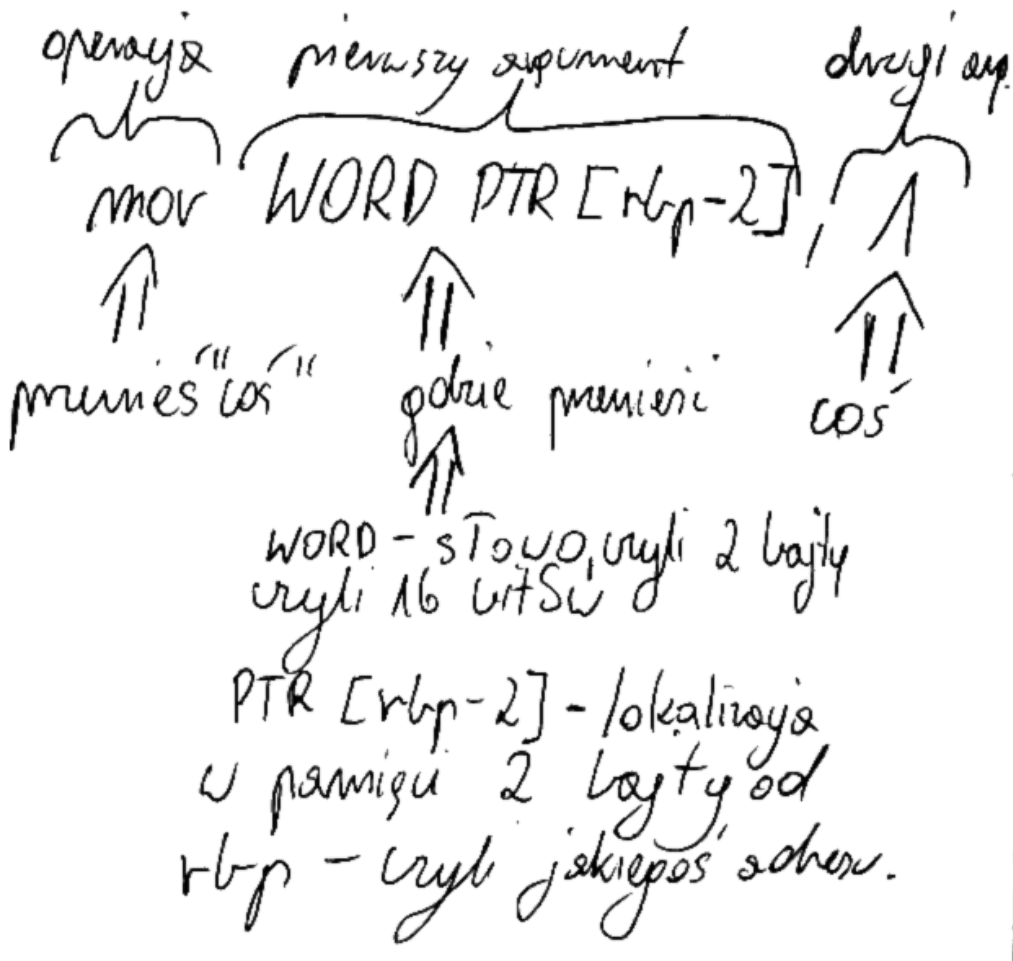 operacja pierwszy argument drugi arg.
mov WORD PTR [rbp-2], 1
przenieś "coś" gdzie przenieść coś
WORD - słowo, czyli 2 bajty
czyli 16 bitów
PTR [rbp-2] - lokalizacja
w pamięci 2 bajty od
rbp - czyli jakiegoś adresu.